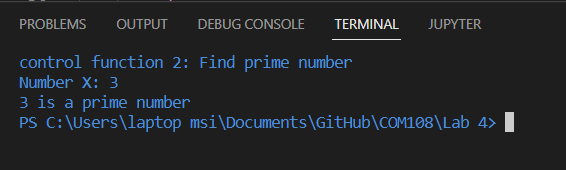 PROBLEMS OUTPUT DEBUG CONSOLE TERMINAL JUPYTER
control function 2: Find prime number
Number X: 3
3 is a prime number
PS C:\Users\laptop msi\Documents\GitHub\COM108\Lab 4>